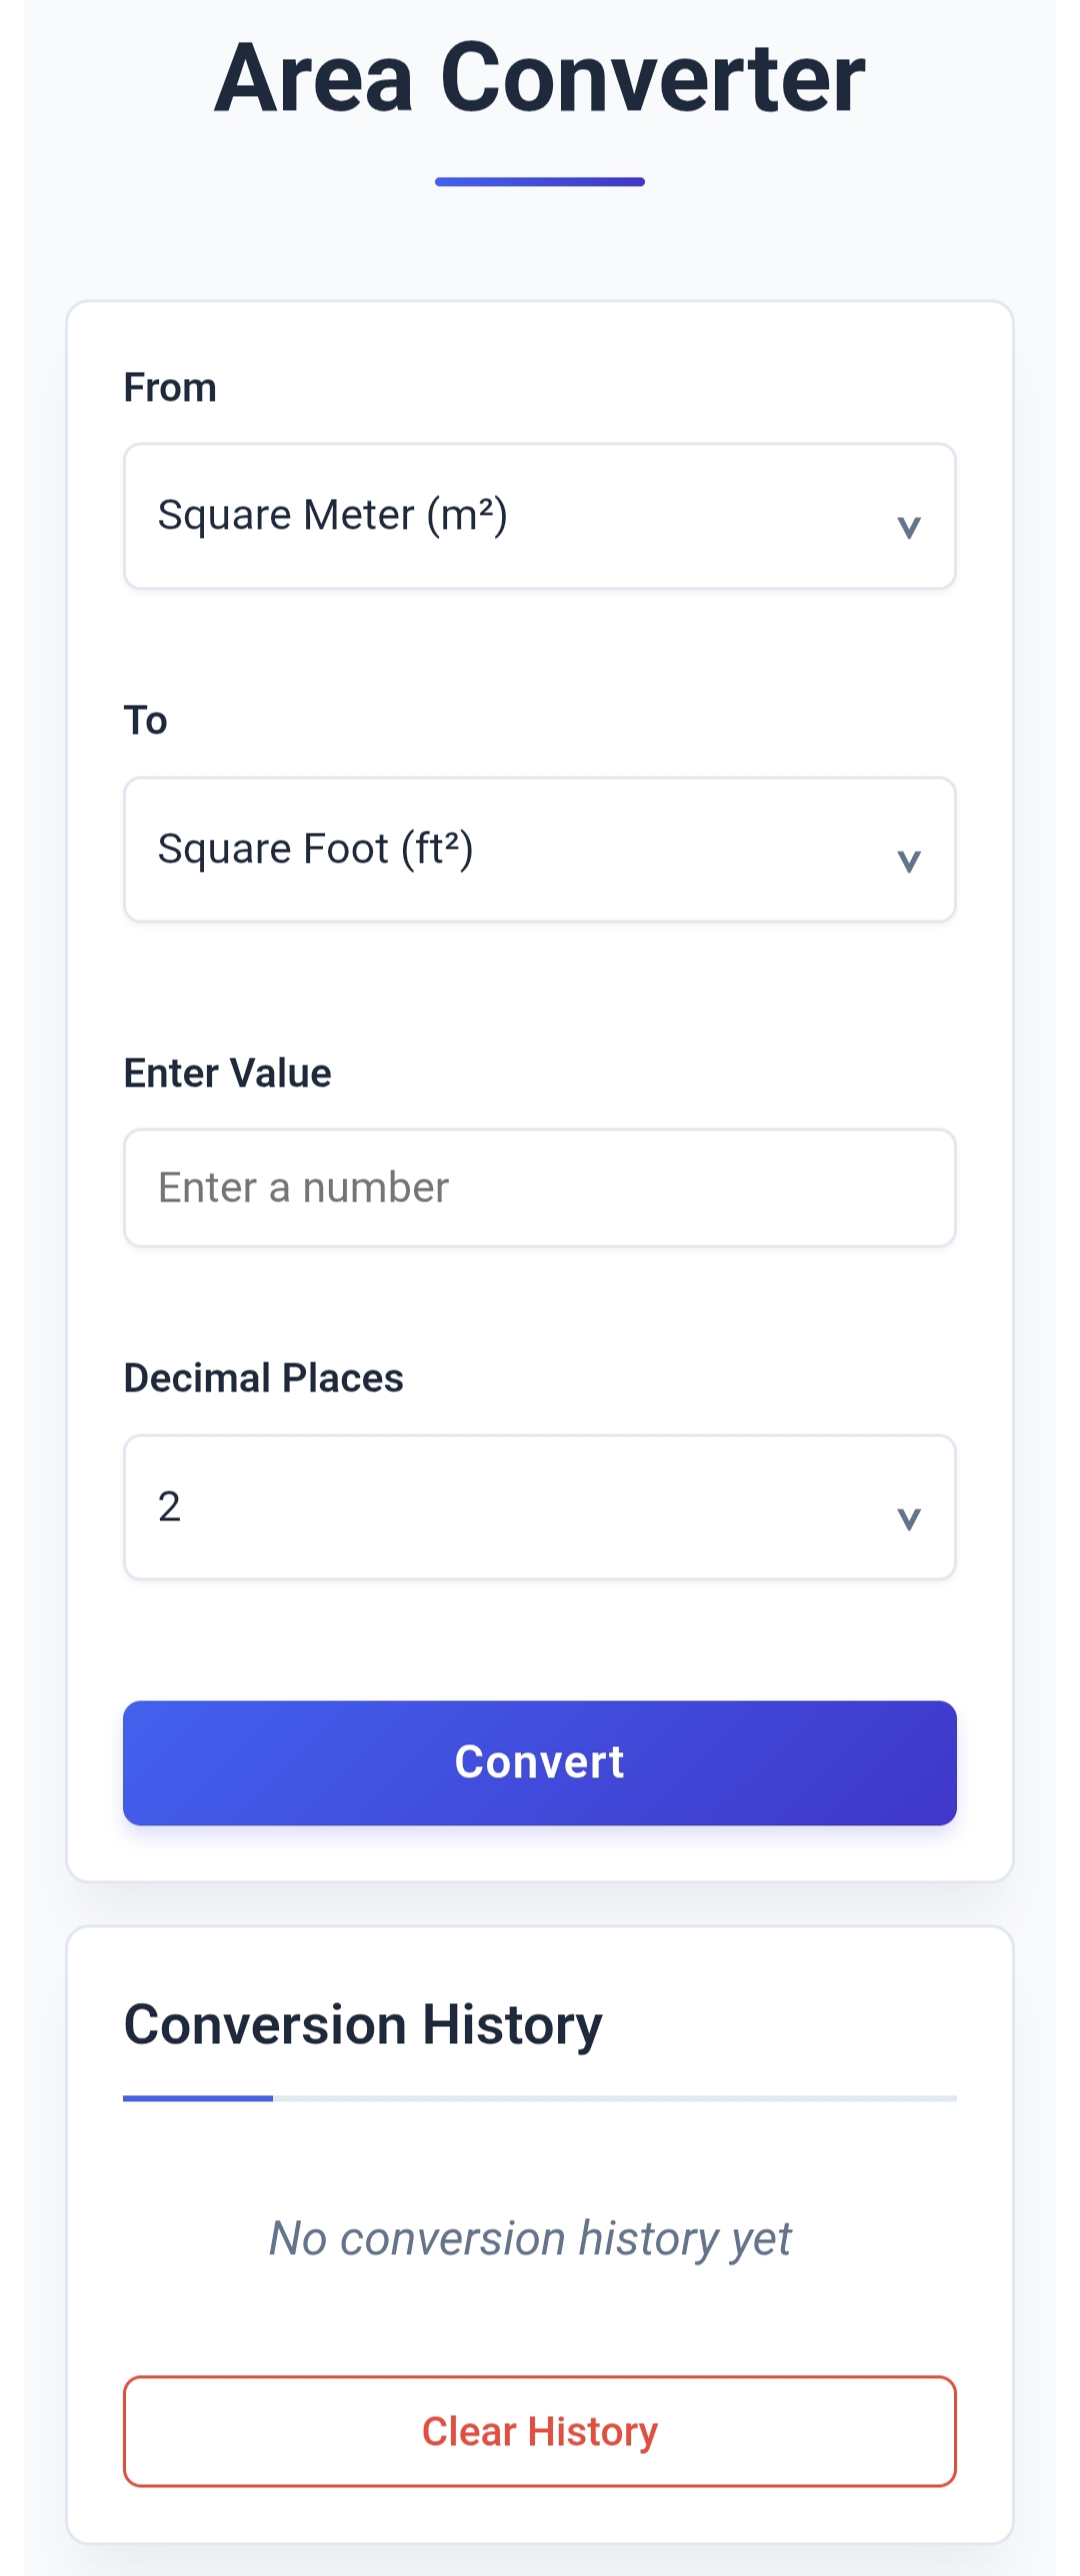 Area Converter
From
Square Meter (m²)
To
Square Foot (ft²)
Enter Value
Enter a number
Decimal Places
2
Convert
Conversion History
No conversion history yet
Clear History